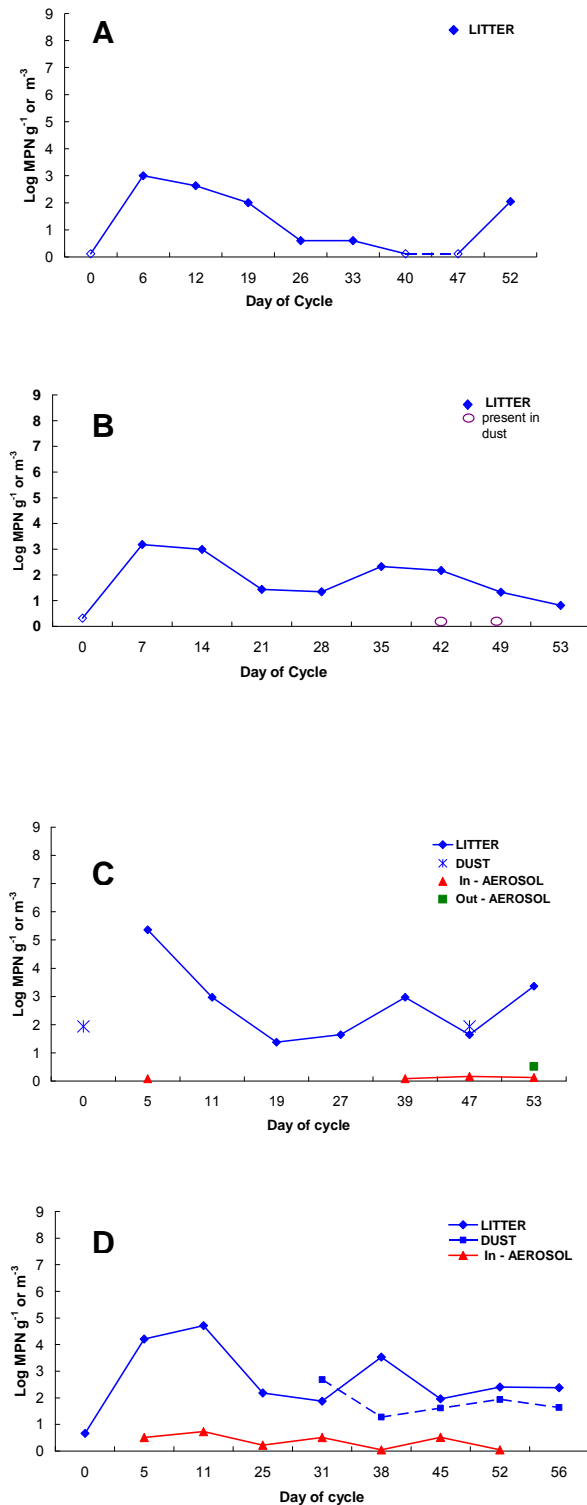 A
LITTER
Log MPN g⁻¹ or m⁻³
9
8
7
6
5
4
3
2
1
0
0 6 12 19 26 33 40 47 52
Day of Cycle
B
LITTER
present in
dust
Log MPN g⁻¹ or m⁻³
9
8
7
6
5
4
3
2
1
0
0 7 14 21 28 35 42 49 53
Day of Cycle
C
LITTER
DUST
In - AEROSOL
Out - AEROSOL
Log MPN g⁻¹ or m⁻³
9
8
7
6
5
4
3
2
1
0
0 5 11 19 27 39 47 53
Day of cycle
D
LITTER
DUST
In - AEROSOL
Log MPN g⁻¹ or m⁻³
9
8
7
6
5
4
3
2
1
0
0 5 11 25 31 38 45 52 56
Day of cycle